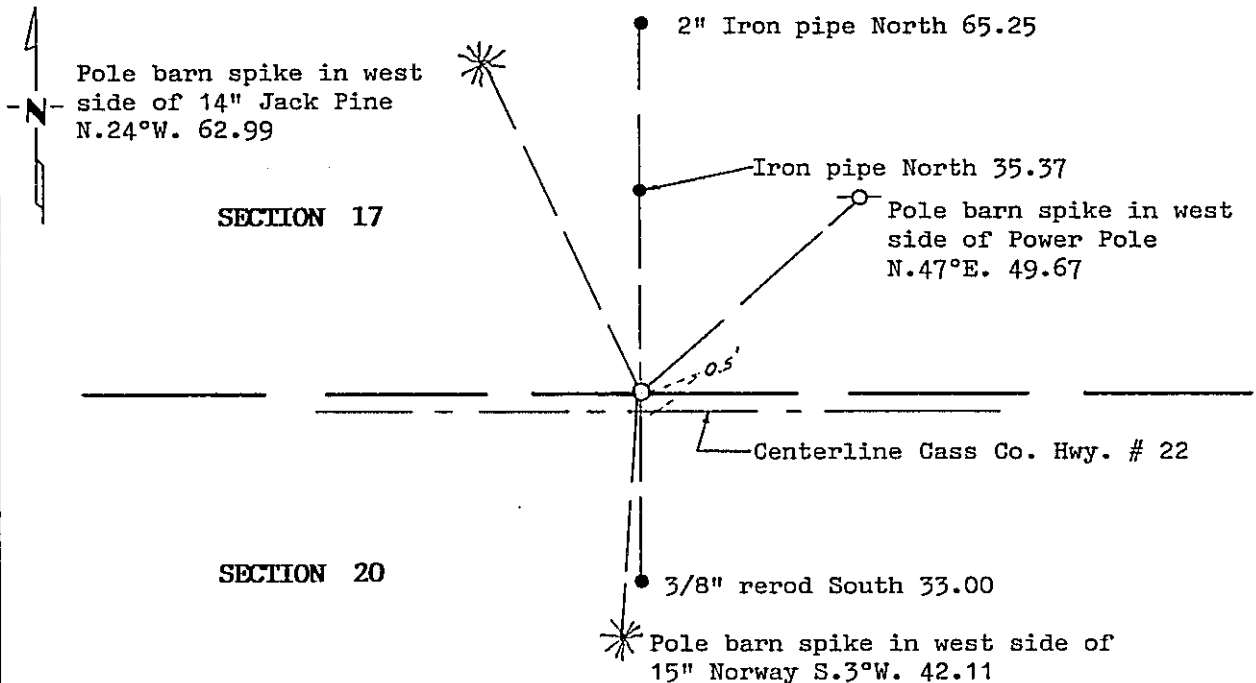 2" Iron pipe North 65.25
Pole barn spike in west
side of 14" Jack Pine
N.24°W. 62.99
N
Iron pipe North 35.37
SECTION 17
Pole barn spike in west
side of Power Pole
N.47°E. 49.67
0.5'
Centerline Cass Co. Hwy. # 22
SECTION 20
3/8" rerod South 33.00
Pole barn spike in west side of
15" Norway S.3°W. 42.11